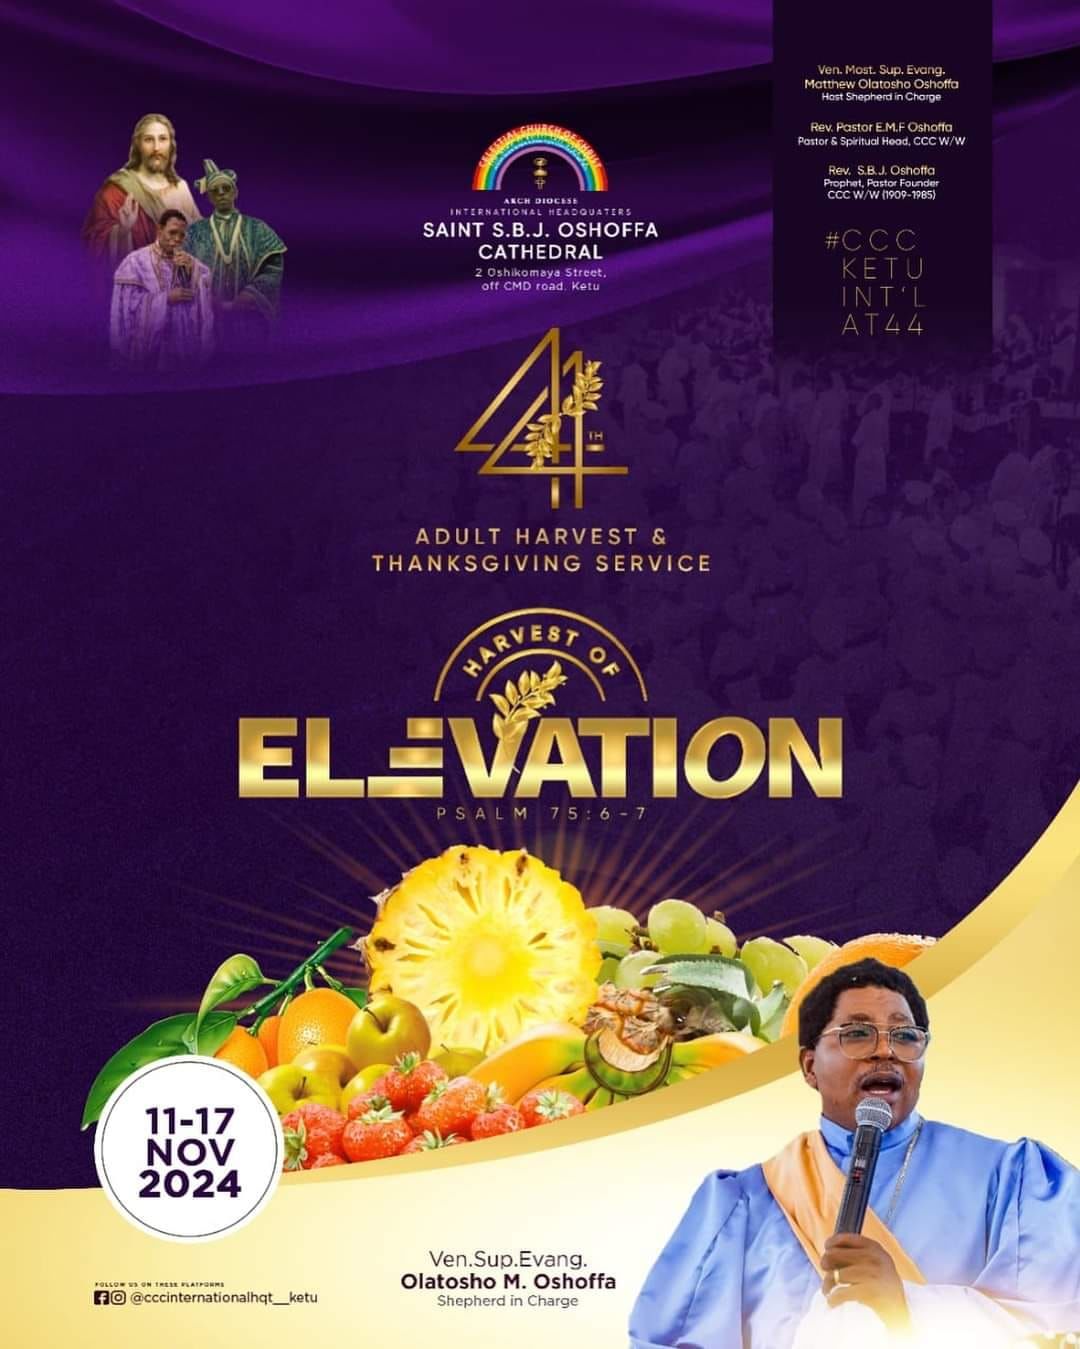 Ven. Most. Sup. Evang.
Matthew Olatosho Oshoffa
Host Shepherd in Charge
Rev. Pastor E.M.F Oshoffa
Pastor & Spiritual Head, CCC W/W
Rev. S.B.J. Oshoffa
Prophet, Pastor Founder
CCC W/W (1909-1985)
#CCC
KETU
INT'L
AT44
CELESTIAL CHURCH OF CHRIST
ARCH DIOCESE
INTERNATIONAL HEADQUATERS
SAINT S.B.J. OSHOFFA
CATHEDRAL
2 Oshikomaya Street,
off CMD road, Ketu
44TH
ADULT HARVEST &
THANKSGIVING SERVICE
HARVEST OF
ELEVATION
PSALM 75:6-7
11-17
NOV
2024
Ven.Sup.Evang.
Olatosho M. Oshoffa
Shepherd in Charge
FOLLOW US ON THESE PLATFORMS
@cccinternationalhqt__ketu